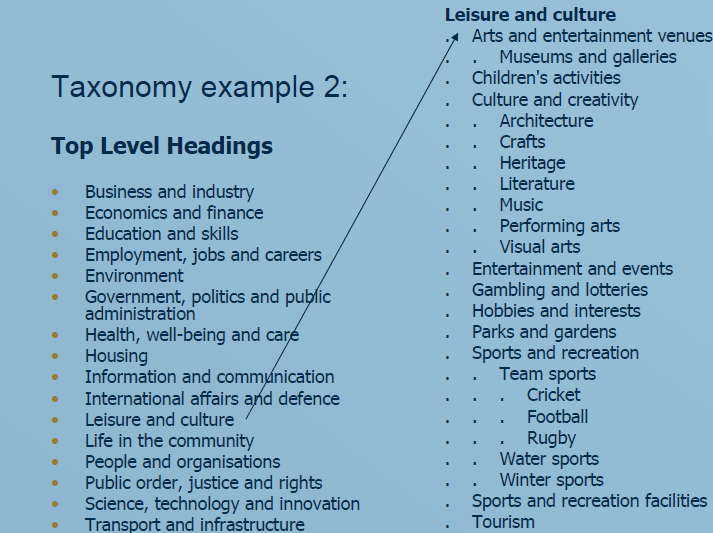 Taxonomy example 2:
Top Level Headings
• Business and industry
• Economics and finance
• Education and skills
• Employment, jobs and careers
• Environment
• Government, politics and public
administration
• Health, well-being and care
• Housing
• Information and communication
• International affairs and defence
• Leisure and culture
• Life in the community
• People and organisations
• Public order, justice and rights
• Science, technology and innovation
• Transport and infrastructure
Leisure and culture
. Arts and entertainment venues
. . Museums and galleries
. Children's activities
. Culture and creativity
. . Architecture
. . Crafts
. . Heritage
. . Literature
. . Music
. . Performing arts
. . Visual arts
. Entertainment and events
. Gambling and lotteries
. Hobbies and interests
. Parks and gardens
. Sports and recreation
. . Team sports
. . . Cricket
. . . Football
. . . Rugby
. . Water sports
. . Winter sports
. Sports and recreation facilities
. Tourism